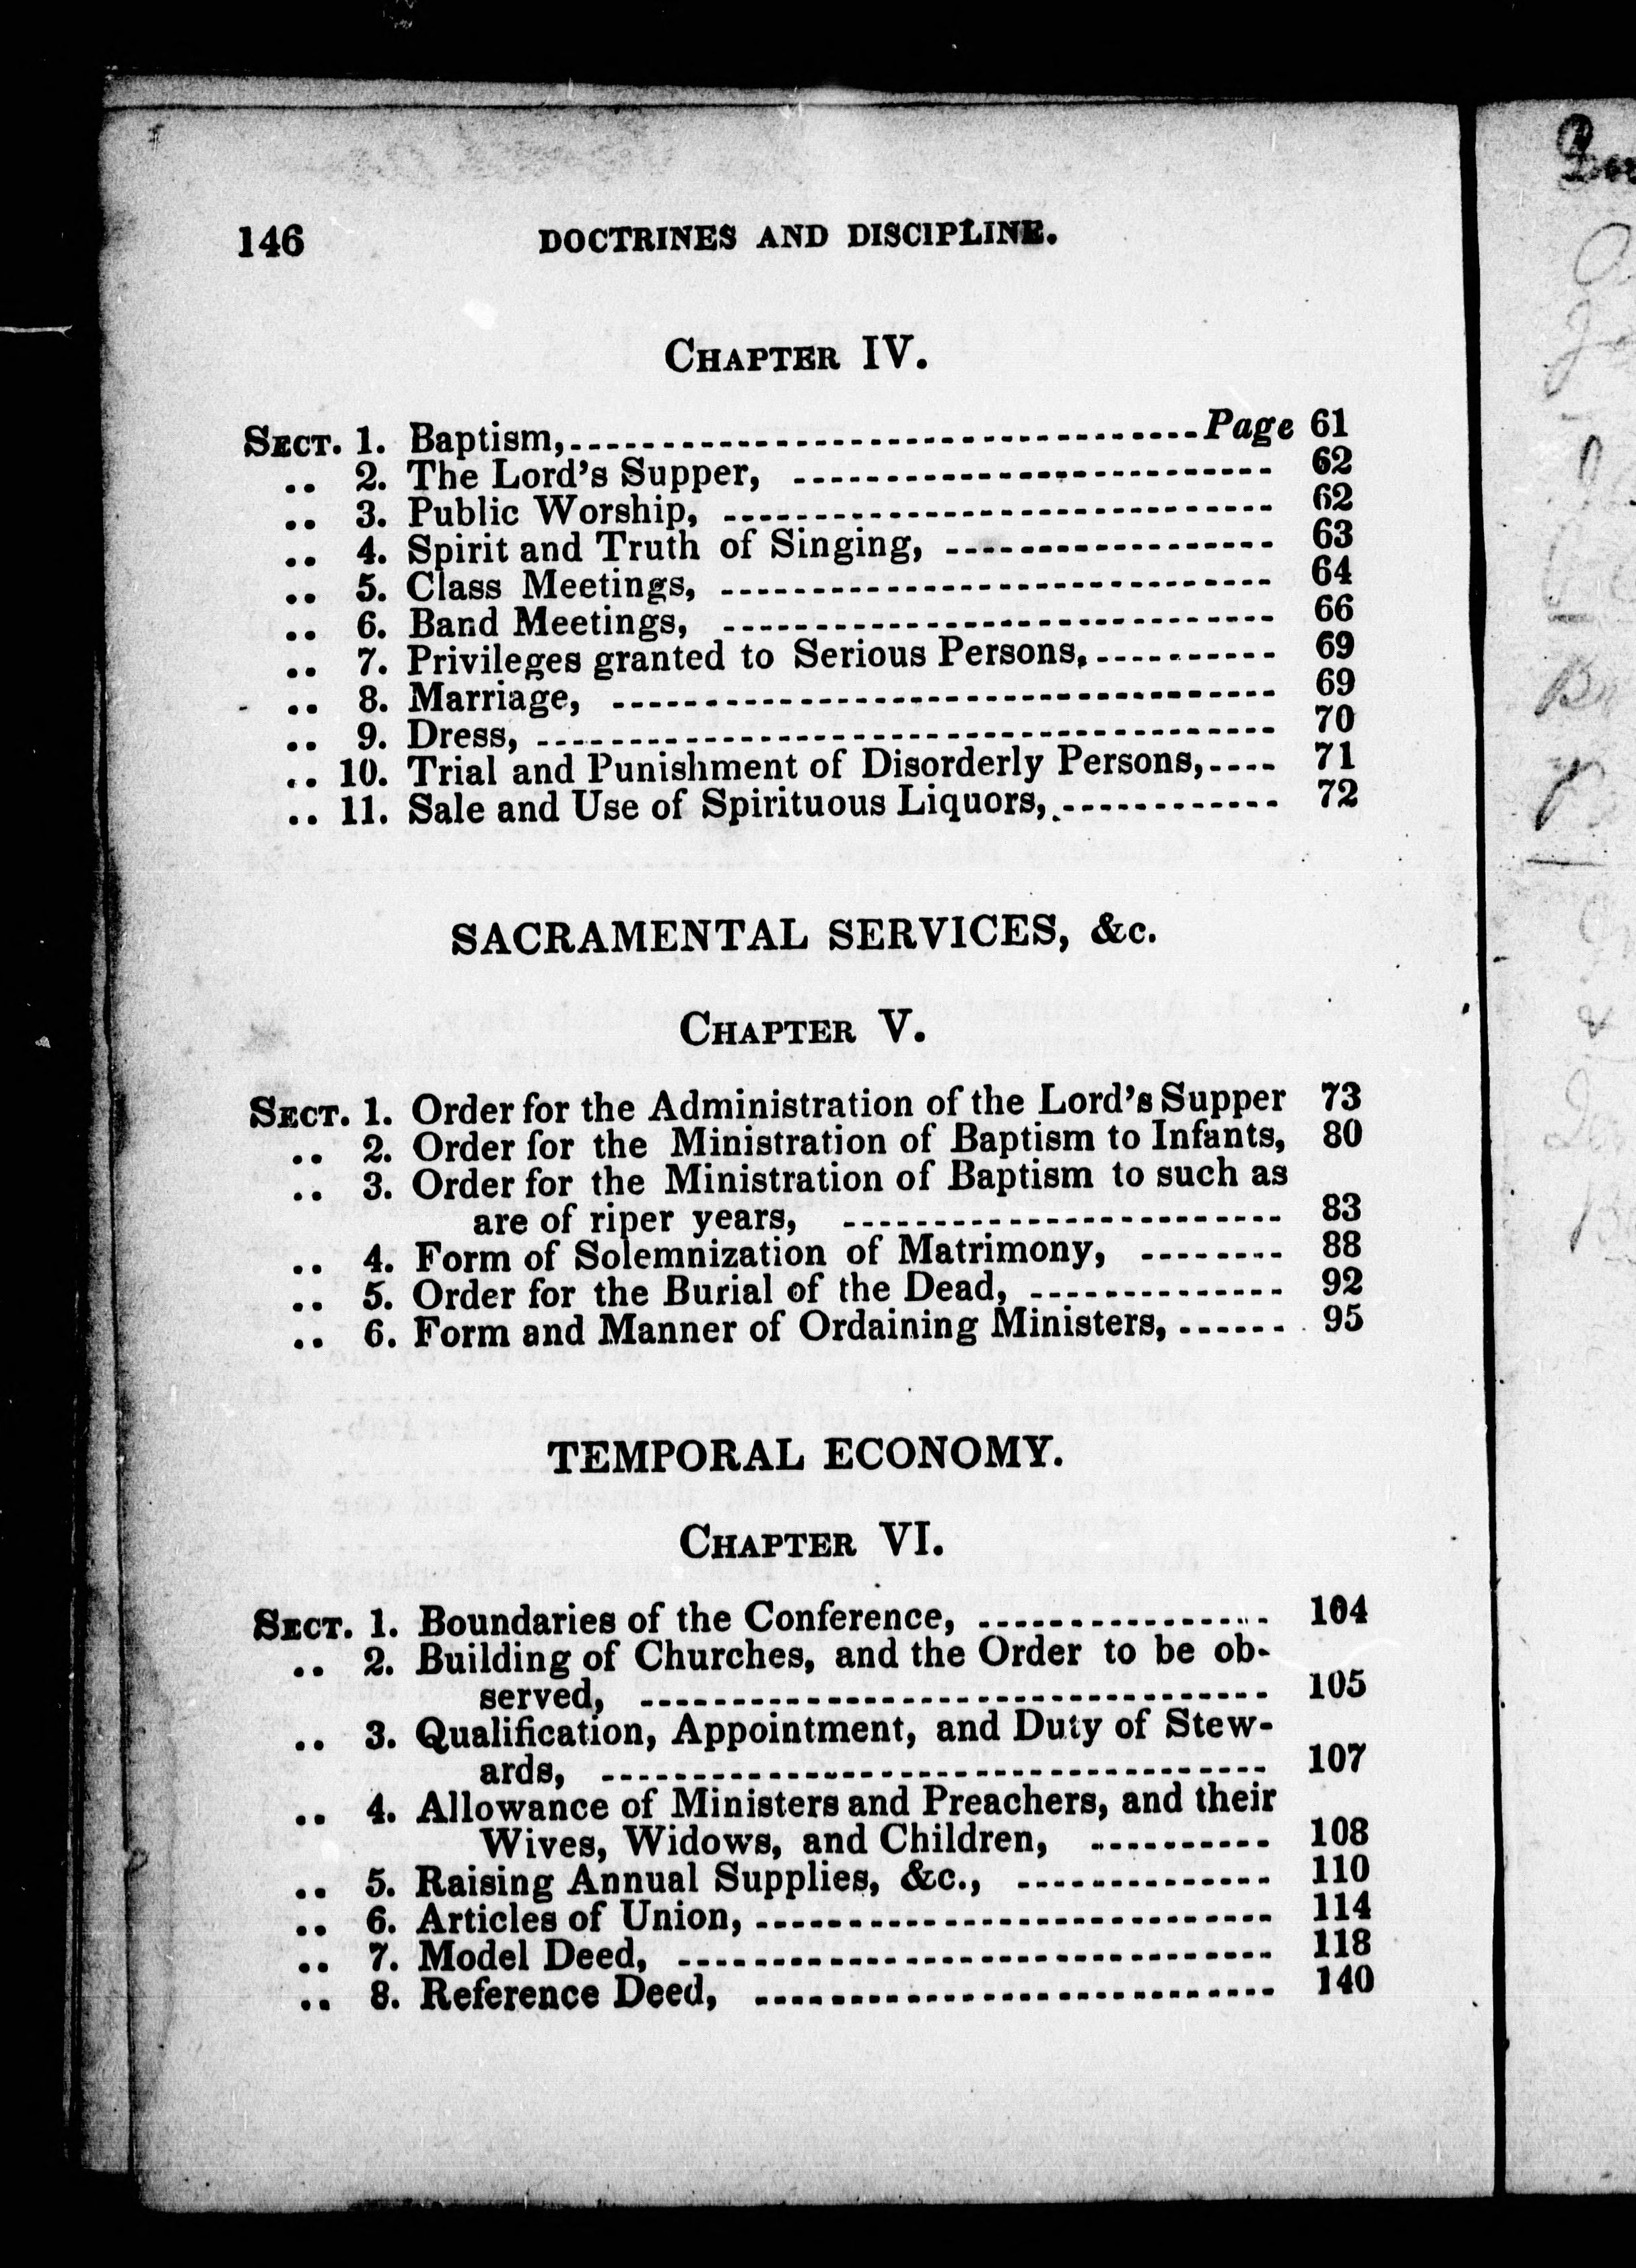 146 DOCTRINES AND DISCIPLINE.
CHAPTER IV.
SECT. 1. Baptism,----------------------------------Page 61
.. 2. The Lord's Supper, -------------------------- 62
.. 3. Public Worship, ------------------------------ 62
.. 4. Spirit and Truth of Singing, ------------------ 63
.. 5. Class Meetings, ------------------------------ 64
.. 6. Band Meetings, ------------------------------ 66
.. 7. Privileges granted to Serious Persons,---------- 69
.. 8. Marriage, ------------------------------------ 69
.. 9. Dress, ---------------------------------------- 70
.. 10. Trial and Punishment of Disorderly Persons,---- 71
.. 11. Sale and Use of Spirituous Liquors,------------ 72
SACRAMENTAL SERVICES, &c.
CHAPTER V.
SECT. 1. Order for the Administration of the Lord's Supper 73
.. 2. Order for the Ministration of Baptism to Infants, 80
.. 3. Order for the Ministration of Baptism to such as
are of riper years, ------------------------ 83
.. 4. Form of Solemnization of Matrimony, -------- 88
.. 5. Order for the Burial of the Dead, -------------- 92
.. 6. Form and Manner of Ordaining Ministers,------ 95
TEMPORAL ECONOMY.
CHAPTER VI.
SECT. 1. Boundaries of the Conference, ---------------- 104
.. 2. Building of Churches, and the Order to be ob-
served, ---------------------------------- 105
.. 3. Qualification, Appointment, and Duty of Stew-
ards, ------------------------------------ 107
.. 4. Allowance of Ministers and Preachers, and their
Wives, Widows, and Children, ---------- 108
.. 5. Raising Annual Supplies, &c., -------------- 110
.. 6. Articles of Union,---------------------------- 114
.. 7. Model Deed, -------------------------------- 118
.. 8. Reference Deed, ---------------------------- 140